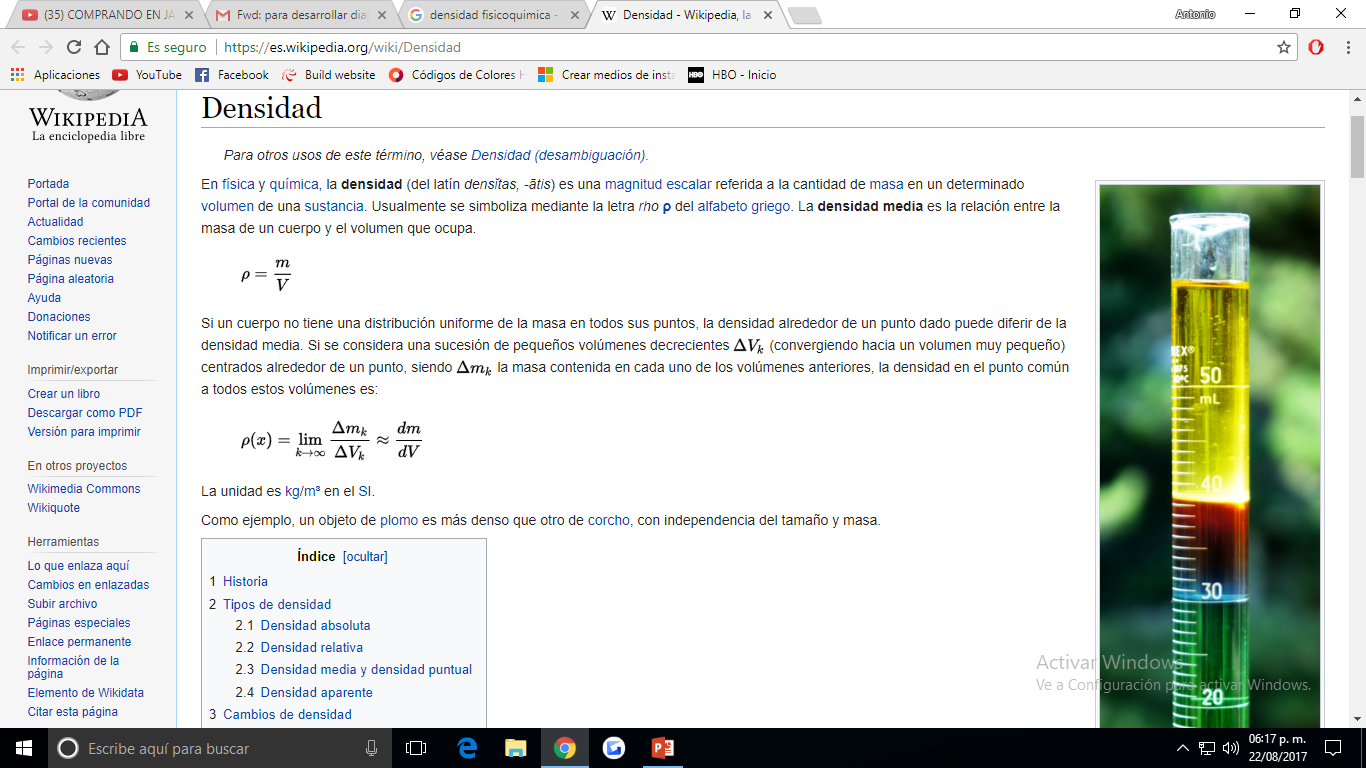 (35) COMPRANDO EN JA
Fwd: para desarrollar dia
densidad fisicoquimica -
Densidad - Wikipedia, la
Antonio
Es seguro
https://es.wikipedia.org/wiki/Densidad
Aplicaciones
YouTube
Facebook
Build website
Códigos de Colores H
Crear medios de inst
HBO - Inicio
WIKIPEDIA
La enciclopedia libre
Portada
Portal de la comunidad
Actualidad
Cambios recientes
Páginas nuevas
Página aleatoria
Ayuda
Donaciones
Notificar un error
Imprimir/exportar
Crear un libro
Descargar como PDF
Versión para imprimir
En otros proyectos
Wikimedia Commons
Wikiquote
Herramientas
Lo que enlaza aquí
Cambios en enlazadas
Subir archivo
Páginas especiales
Enlace permanente
Información de la
página
Elemento de Wikidata
Citar esta página
Densidad
Para otros usos de este término, véase Densidad (desambiguación).
En física y química, la densidad (del latín densĭtas, -ātis) es una magnitud escalar referida a la cantidad de masa en un determinado
volumen de una sustancia. Usualmente se simboliza mediante la letra rho ρ del alfabeto griego. La densidad media es la relación entre la
masa de un cuerpo y el volumen que ocupa.
ρ = m/V
Si un cuerpo no tiene una distribución uniforme de la masa en todos sus puntos, la densidad alrededor de un punto dado puede diferir de la
densidad media. Si se considera una sucesión de pequeños volúmenes decrecientes ΔVk (convergiendo hacia un volumen muy pequeño)
centrados alrededor de un punto, siendo Δmk la masa contenida en cada uno de los volúmenes anteriores, la densidad en el punto común
a todos estos volúmenes es:
ρ(x) = lim k→∞ Δmk/ΔVk ≈ dm/dV
La unidad es kg/m³ en el SI.
Como ejemplo, un objeto de plomo es más denso que otro de corcho, con independencia del tamaño y masa.
Índice [ocultar]
1 Historia
2 Tipos de densidad
2.1 Densidad absoluta
2.2 Densidad relativa
2.3 Densidad media y densidad puntual
2.4 Densidad aparente
3 Cambios de densidad
50
mL
40
30
20
Activar Windows
Ve a Configuración para activar Windows.
Escribe aquí para buscar
06:17 p. m.
22/08/2017